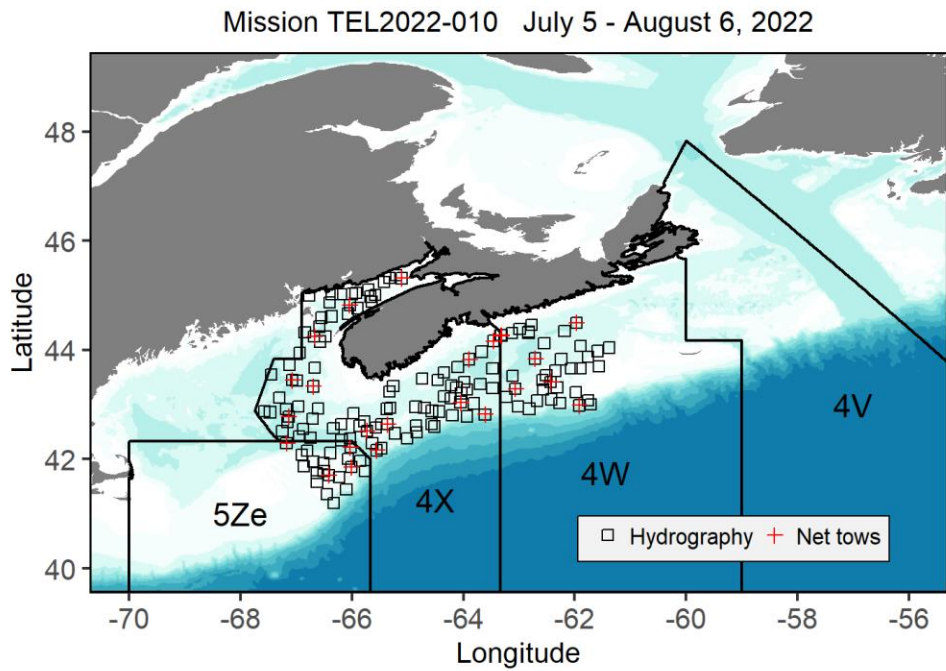 Mission TEL2022-010   July 5 - August 6, 2022
Latitude
48
46
44
42
40
4V
4W
4X
5Ze
Hydrography
Net tows
-70
-68
-66
-64
-62
-60
-58
-56
Longitude